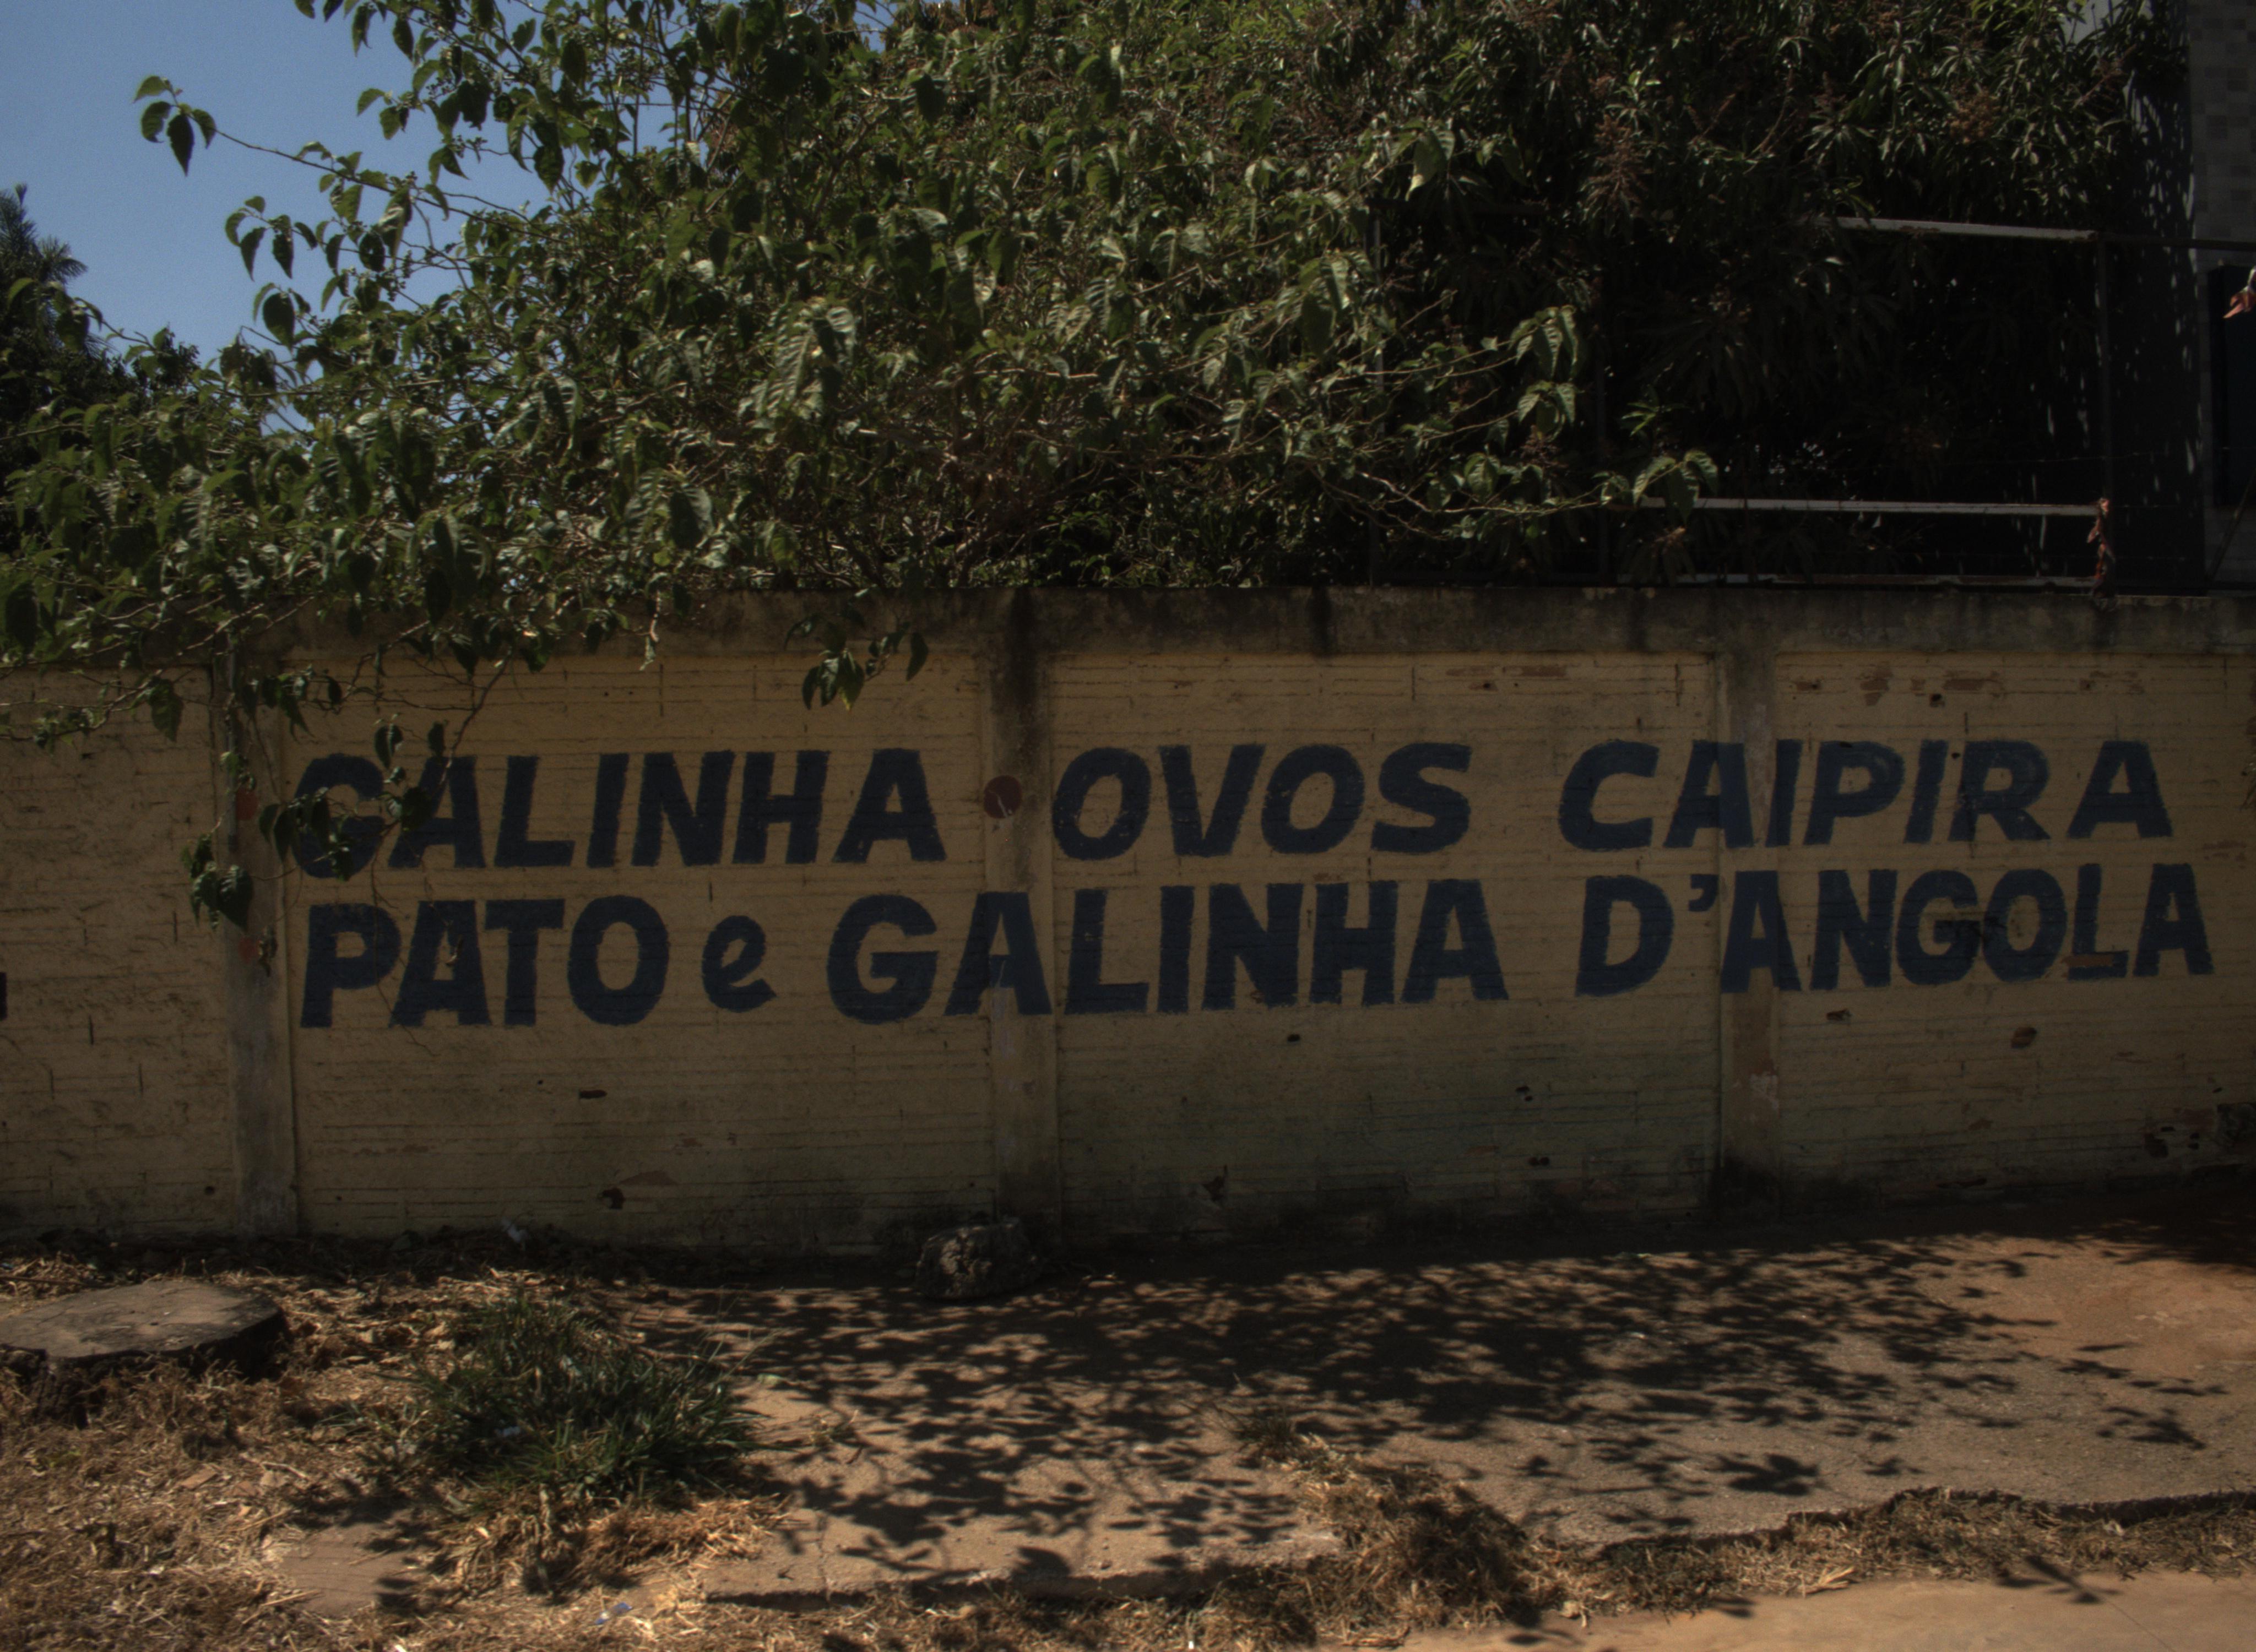 GALINHA OVOS CAIPIRA
PATO e GALINHA D'ANGOLA